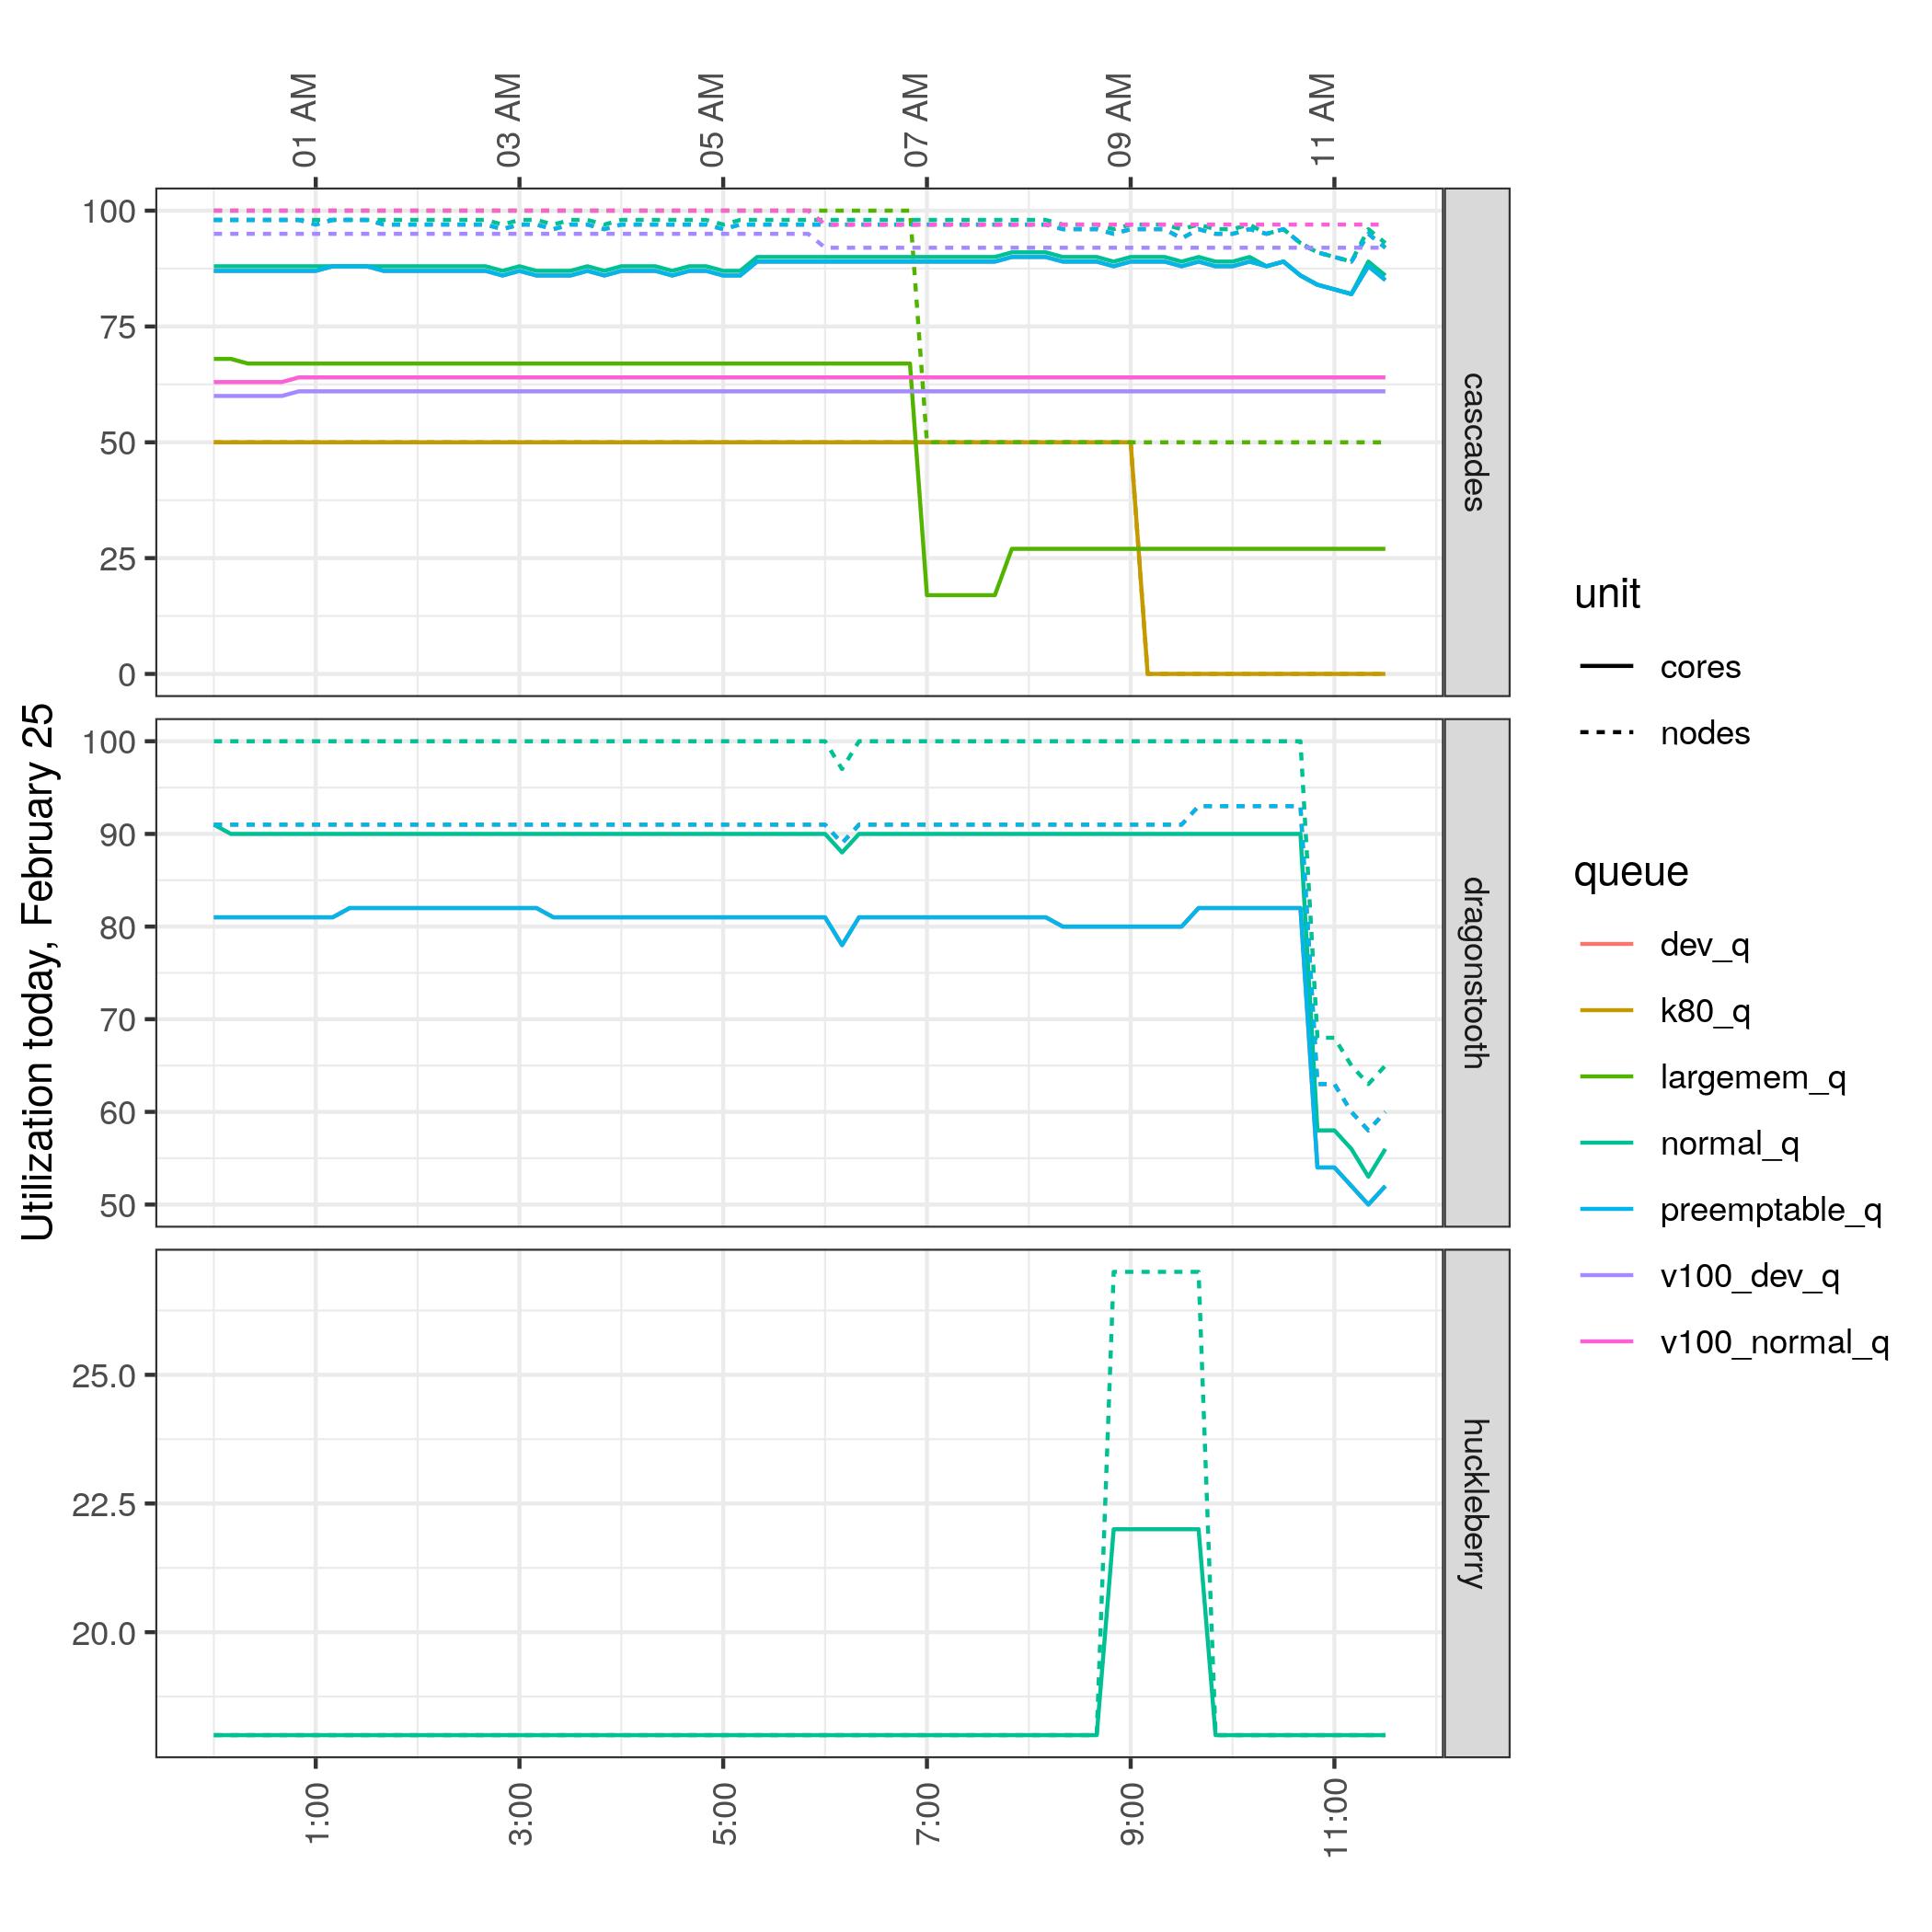 01 AM
03 AM
05 AM
07 AM
09 AM
11 AM
Utilization today, February 25
100
75
50
25
0
cascades
100
90
80
70
60
50
dragonstooth
25.0
22.5
20.0
huckleberry
1:00
3:00
5:00
7:00
9:00
11:00
unit
cores
nodes
queue
dev_q
k80_q
largemem_q
normal_q
preemptable_q
v100_dev_q
v100_normal_q